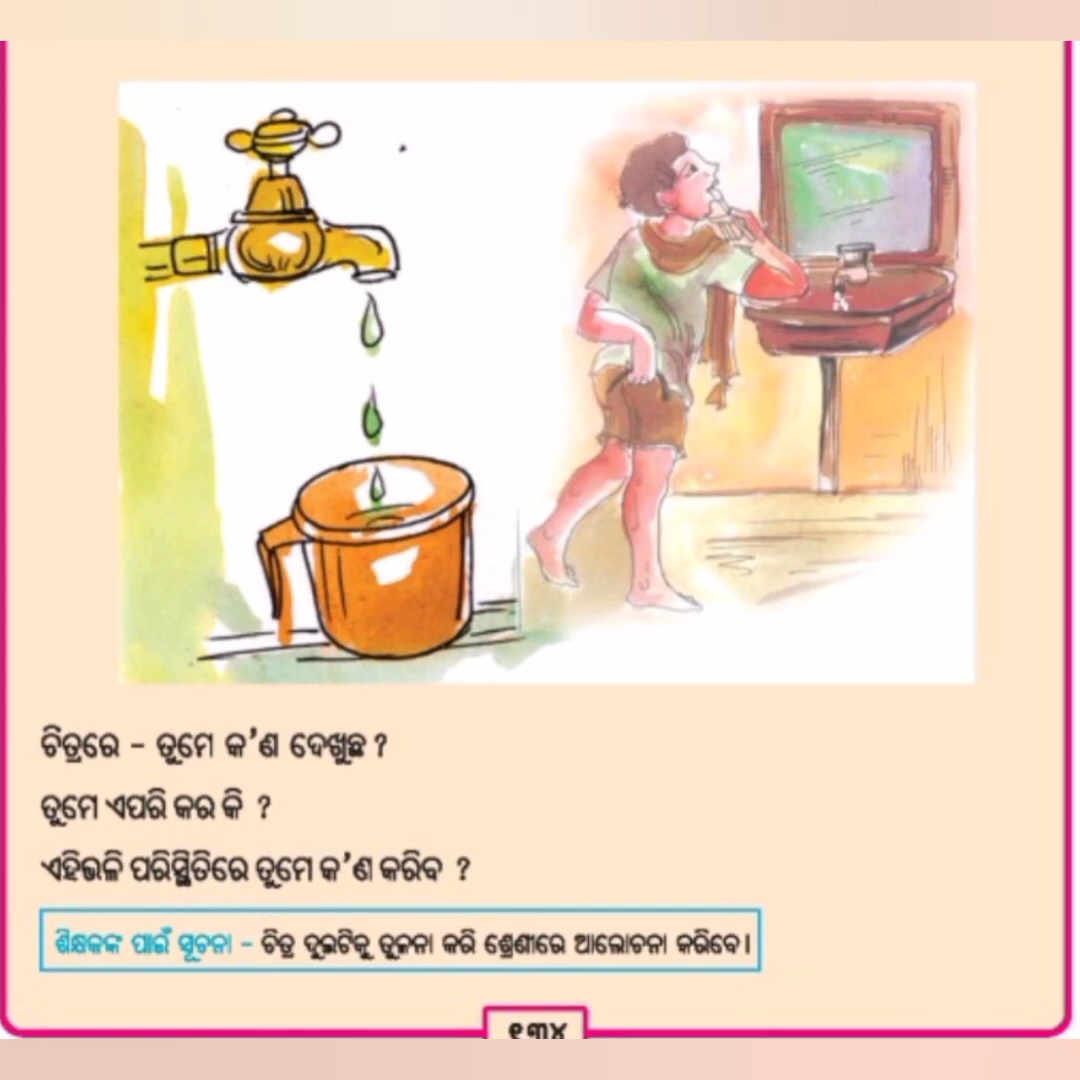 ଚିତ୍ରରେ - ତୁମେ କ'ଣ ଦେଖୁଛ ?
ତୁମେ ଏପରି କର କି ?
ଏହିଭଳି ପରିସ୍ଥିତିରେ ତୁମେ କ'ଣ କରିବ ?
ଶିକ୍ଷକଙ୍କ ପାଇଁ ସୂଚନା - ଚିତ୍ର ଦୁଇଟିକୁ ତୁଳନା କରି ଶ୍ରେଣୀରେ ଆଲୋଚନା କରିବେ।
୧୩୪